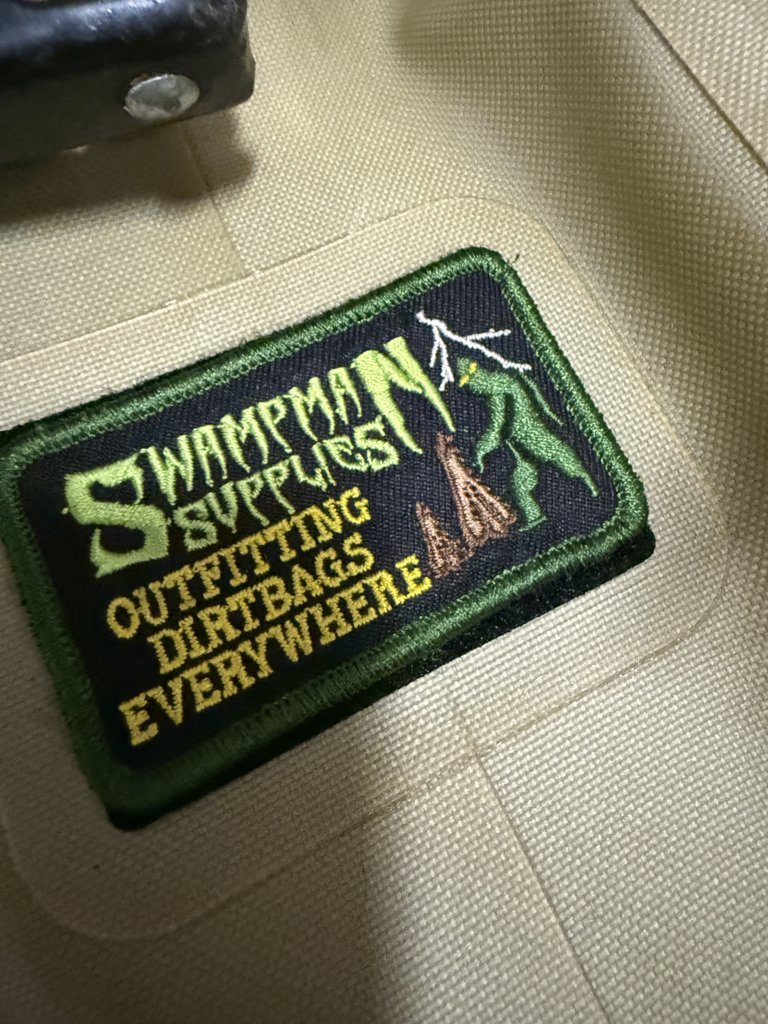 SWAMPMAN
SUPPLIES
OUTFITTING
DIRTBAGS
EVERYWHERE